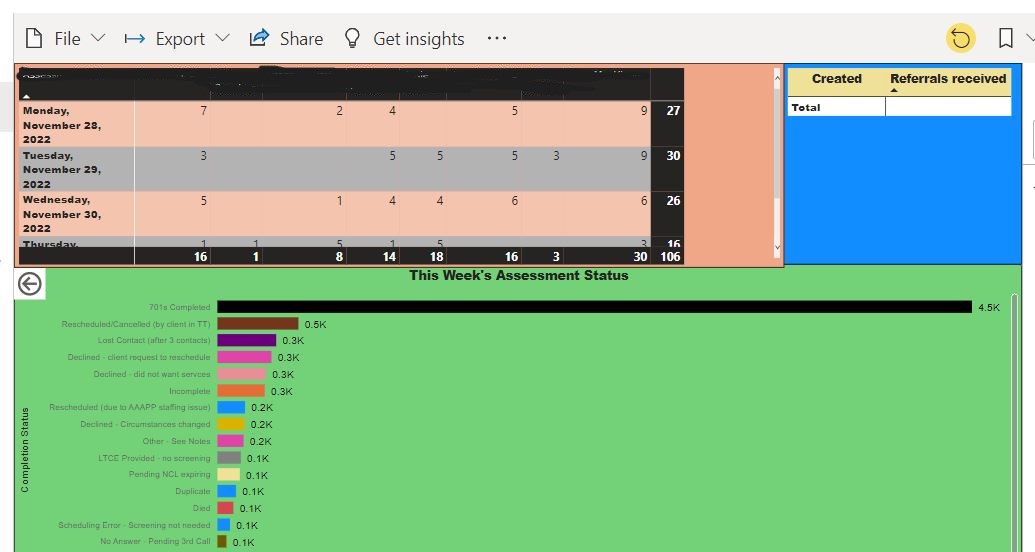 File Export Share Get insights ...
Created Referrals received
Total
Monday, November 28, 2022 7 2 4 5 9 27
Tuesday, November 29, 2022 3 5 5 5 3 9 30
Wednesday, November 30, 2022 5 1 4 4 6 6 26
Thursday, 1 1 5 1 5 3 16
16 1 8 14 18 16 3 30 106
This Week's Assessment Status
Completion Status
701s Completed 4.5K
Rescheduled/Cancelled (by client in TT) 0.5K
Lost Contact (after 3 contacts) 0.3K
Declined - client request to reschedule 0.3K
Declined - did not want servces 0.3K
Incomplete 0.3K
Rescheduled (due to AAAPP staffing issue) 0.2K
Declined - Circumstances changed 0.2K
Other - See Notes 0.2K
LTCE Provided - no screening 0.1K
Pending NCL expiring 0.1K
Duplicate 0.1K
Died 0.1K
Scheduling Error - Screening not needed 0.1K
No Answer - Pending 3rd Call 0.1K